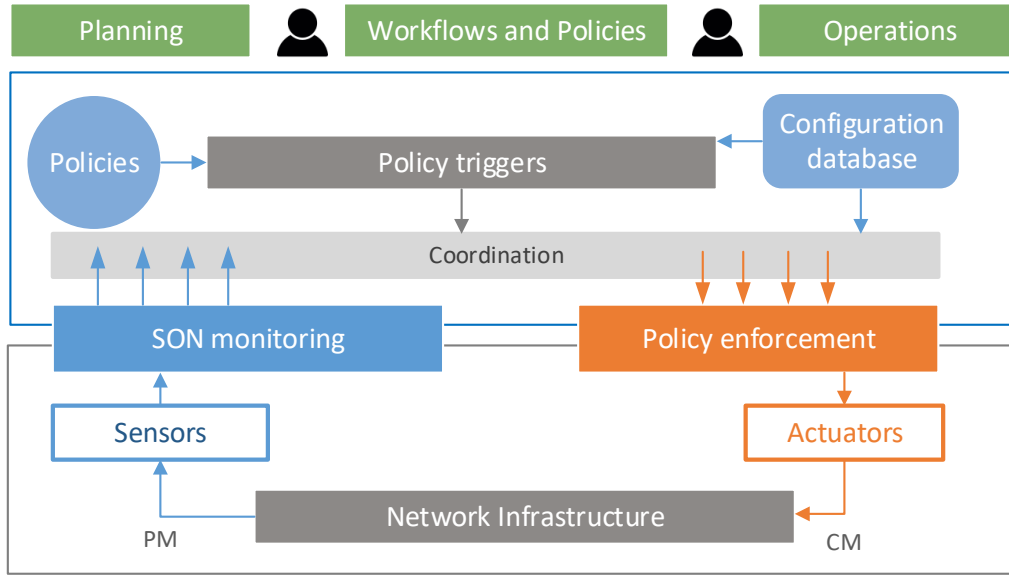 Planning
Workflows and Policies
Operations
Policies
Policy triggers
Configuration
database
Coordination
SON monitoring
Policy enforcement
Sensors
Actuators
Network Infrastructure
PM
CM